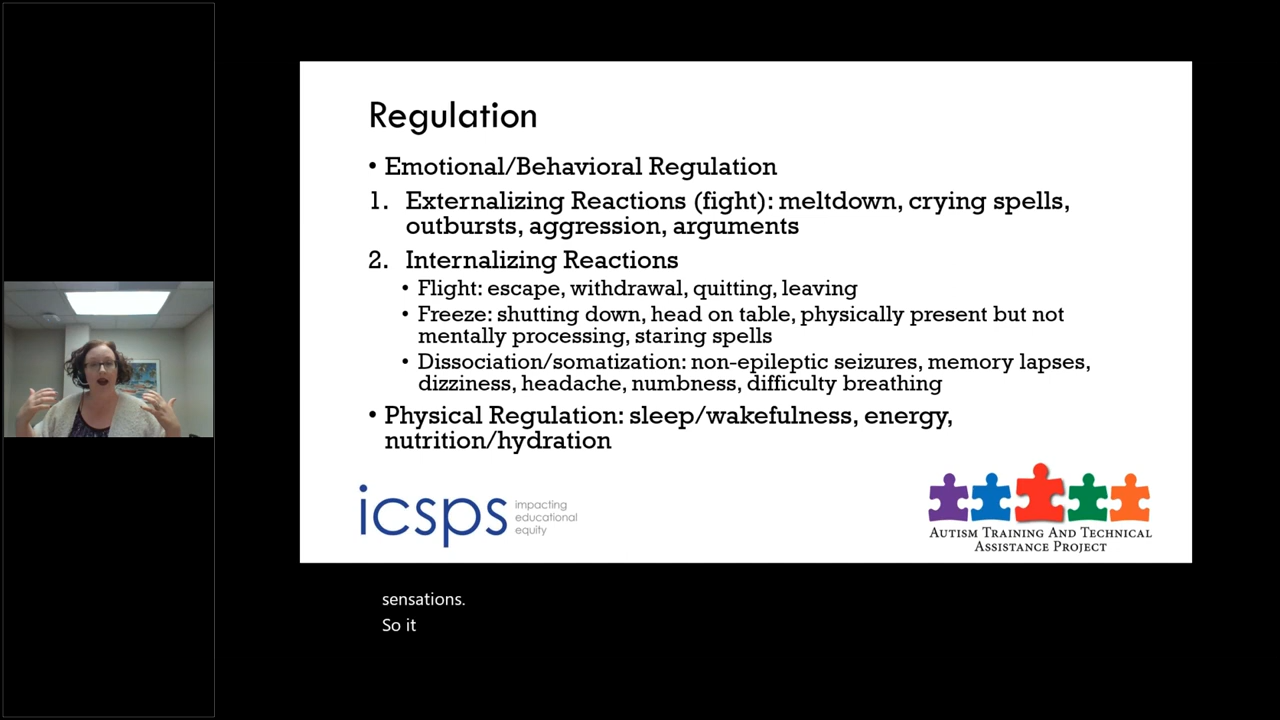 Regulation
• Emotional/Behavioral Regulation
1. Externalizing Reactions (fight): meltdown, crying spells,
outbursts, aggression, arguments
2. Internalizing Reactions
• Flight: escape, withdrawal, quitting, leaving
• Freeze: shutting down, head on table, physically present but not
mentally processing, staring spells
• Dissociation/somatization: non-epileptic seizures, memory lapses,
dizziness, headache, numbness, difficulty breathing
• Physical Regulation: sleep/wakefulness, energy,
nutrition/hydration
icsps
impacting
educational
equity
AUTISM TRAINING AND TECHNICAL
ASSISTANCE PROJECT
sensations.
So it